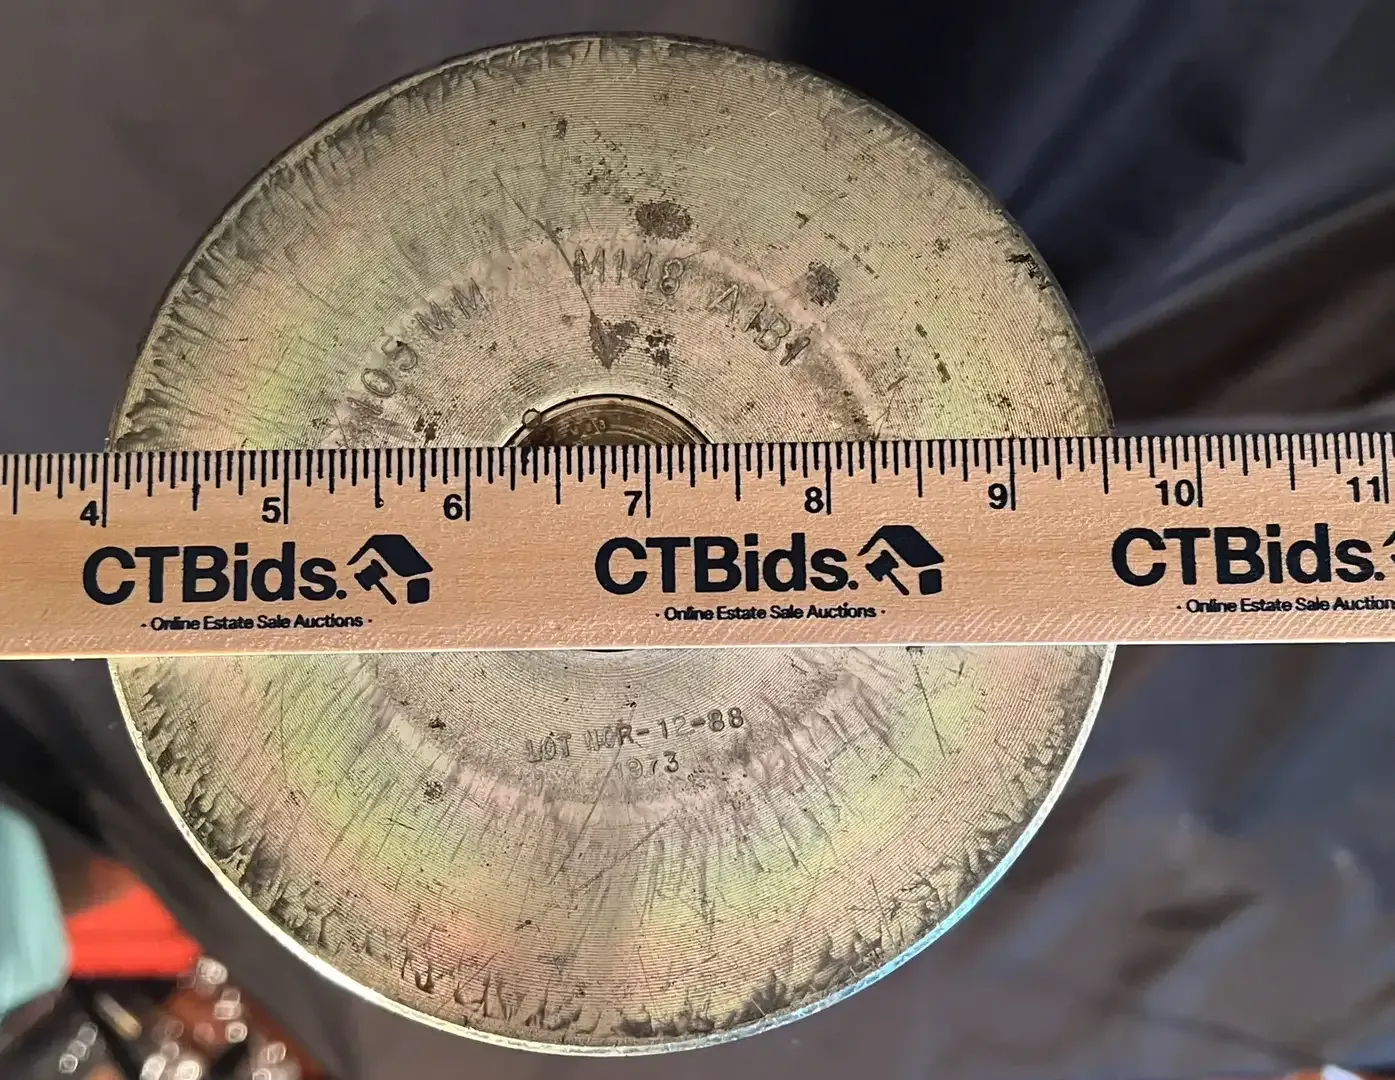 105 MM M148 A1B1
4 5 6 7 8 9 10 11
CTBids. CTBids. CTBids.
- Online Estate Sale Auctions - - Online Estate Sale Auctions - - Online Estate Sale Auction
LOT NOR-12-88
1973